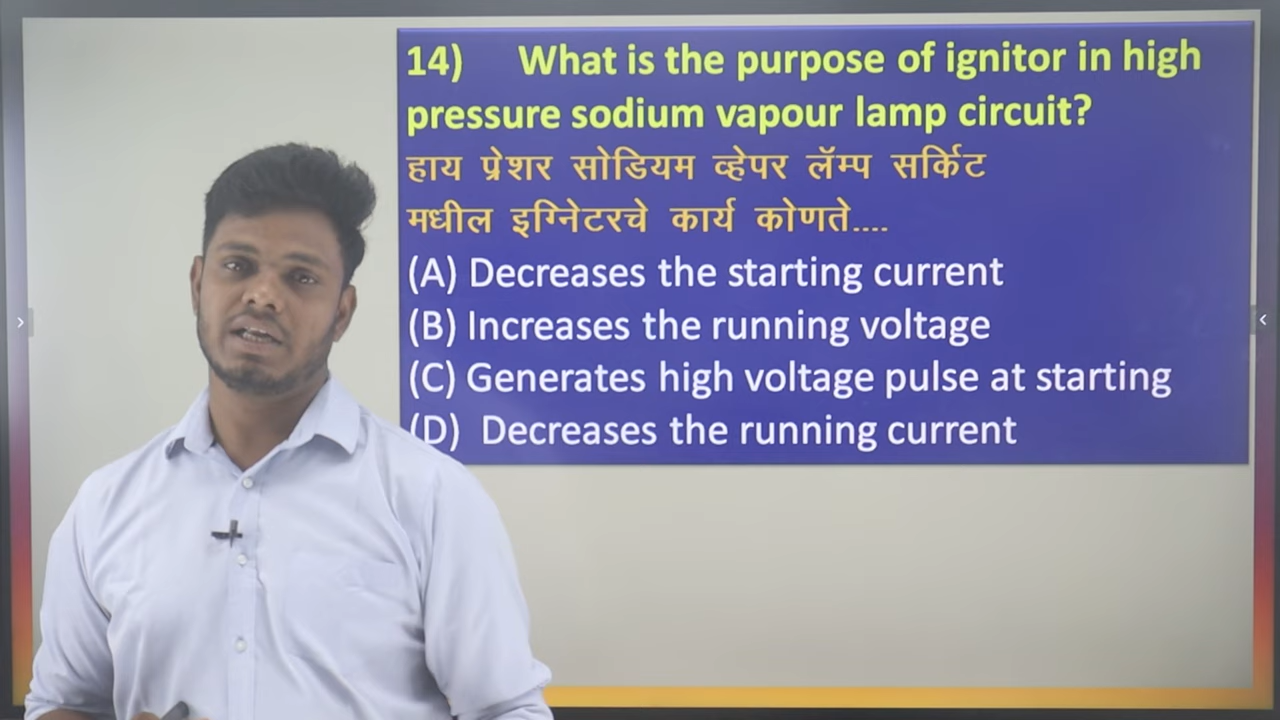 14) What is the purpose of ignitor in high
pressure sodium vapour lamp circuit?
हाय प्रेशर सोडियम व्हेपर लॅम्प सर्किट
मधील इग्निटरचे कार्य कोणते....
(A) Decreases the starting current
(B) Increases the running voltage
(C) Generates high voltage pulse at starting
(D) Decreases the running current